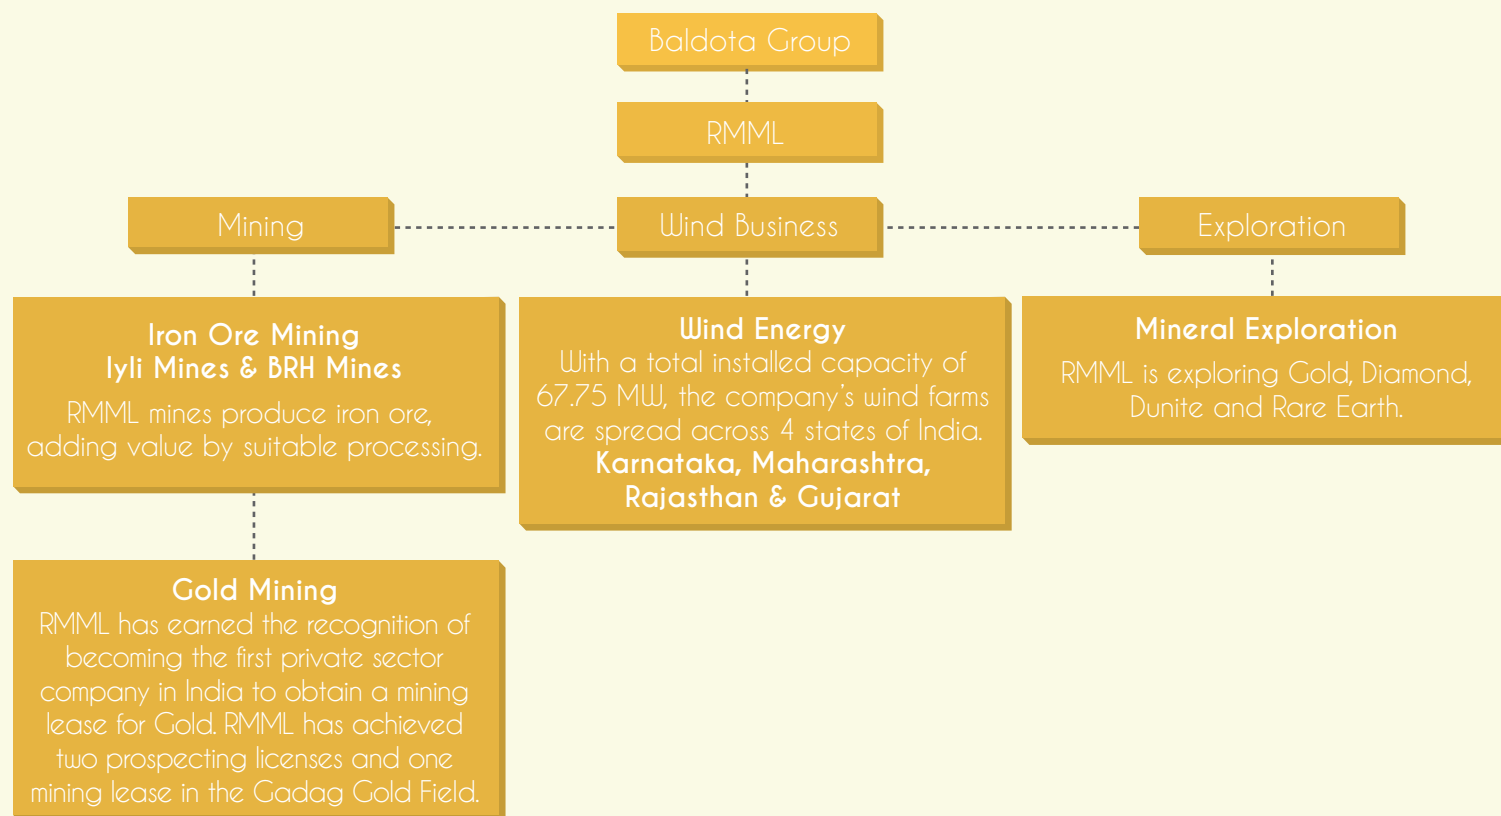 Baldota Group
RMML
Mining
Wind Business
Exploration
Iron Ore Mining
Iyli Mines & BRH Mines
RMML mines produce iron ore,
adding value by suitable processing.
Gold Mining
RMML has earned the recognition of
becoming the first private sector
company in India to obtain a mining
lease for Gold. RMML has achieved
two prospecting licenses and one
mining lease in the Gadag Gold Field.
Wind Energy
With a total installed capacity of
67.75 MW, the company's wind farms
are spread across 4 states of India.
Karnataka, Maharashtra,
Rajasthan & Gujarat
Mineral Exploration
RMML is exploring Gold, Diamond,
Dunite and Rare Earth.